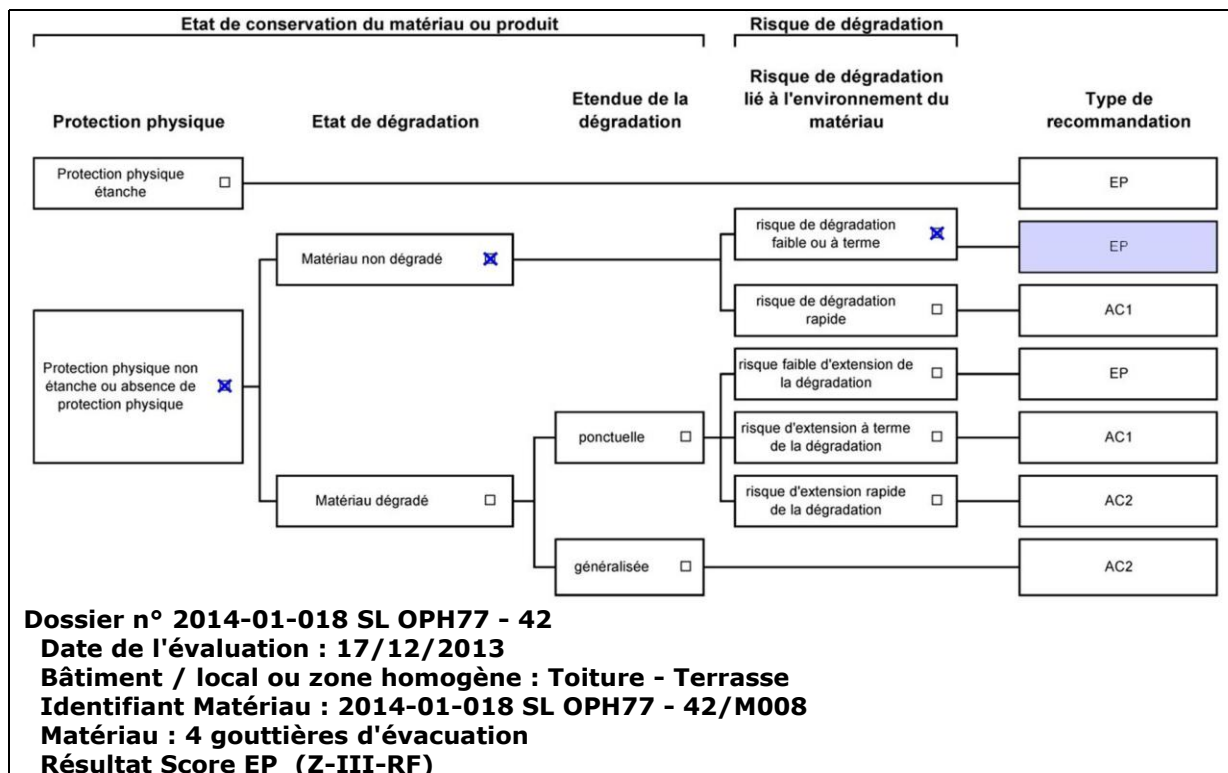 Etat de conservation du matériau ou produit
Risque de dégradation
Protection physique
Etat de dégradation
Etendue de la
dégradation
Risque de dégradation
lié à l'environnement du
matériau
Type de
recommandation
Protection physique
étanche
EP
risque de dégradation
faible ou à terme
EP
Matériau non dégradé
risque de dégradation
rapide
AC1
Protection physique non
étanche ou absence de
protection physique
risque faible d'extension de
la dégradation
EP
ponctuelle
risque d'extension à terme
de la dégradation
AC1
Matériau dégradé
risque d'extension rapide
de la dégradation
AC2
généralisée
AC2
Dossier n° 2014-01-018 SL OPH77 - 42
Date de l'évaluation : 17/12/2013
Bâtiment / local ou zone homogène : Toiture - Terrasse
Identifiant Matériau : 2014-01-018 SL OPH77 - 42/M008
Matériau : 4 gouttières d'évacuation
Résultat Score EP (Z-III-RF)